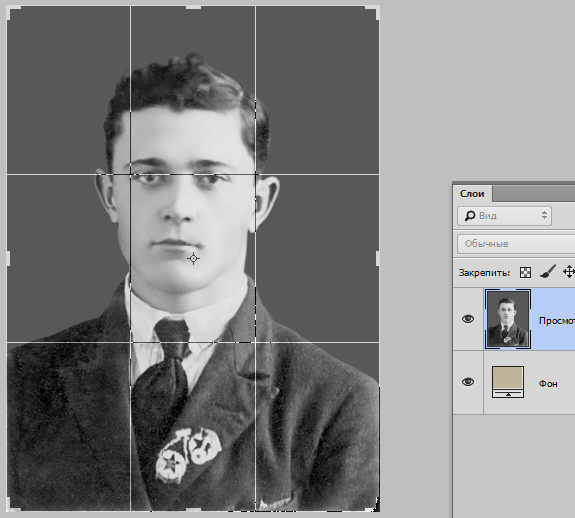 Слои
Вид
Обычные
Закрепить:
Просмот
Фон